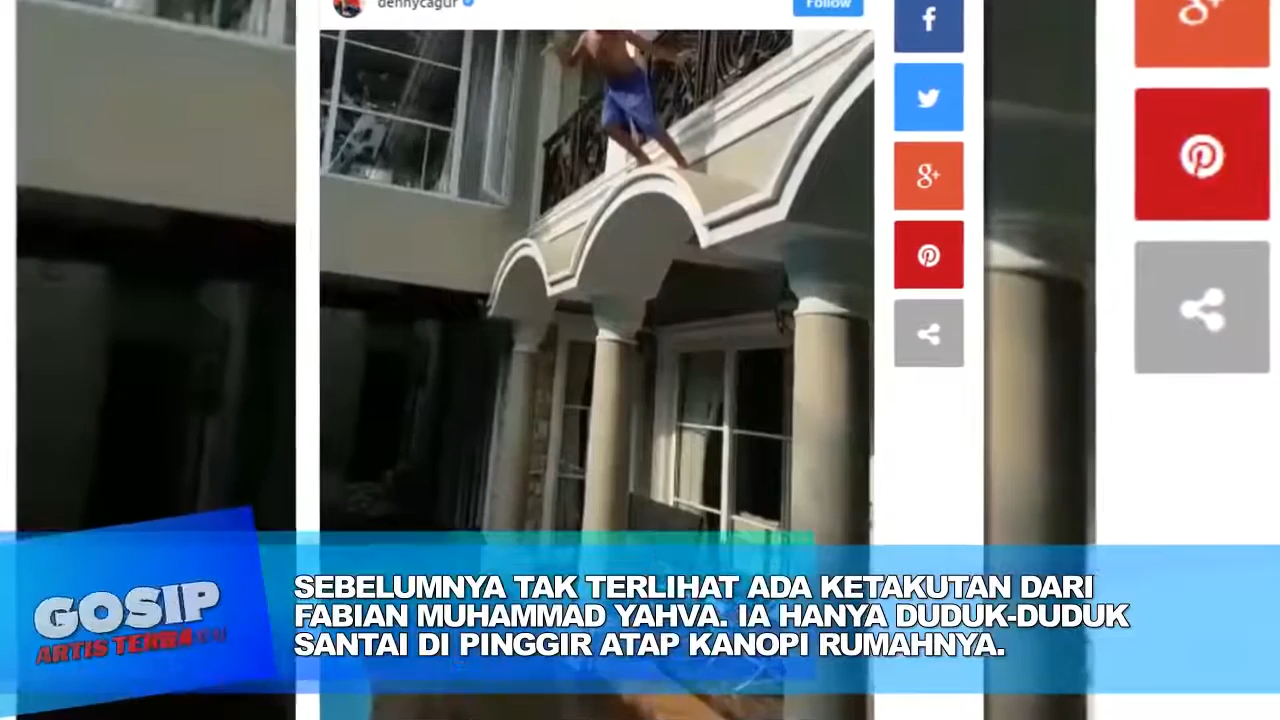 dennycagur
Follow
g+
g+
GOSIP
ARTIS TERBARU
SEBELUMNYA TAK TERLIHAT ADA KETAKUTAN DARI
FABIAN MUHAMMAD YAHVA. IA HANYA DUDUK-DUDUK
SANTAI DI PINGGIR ATAP KANOPI RUMAHNYA.